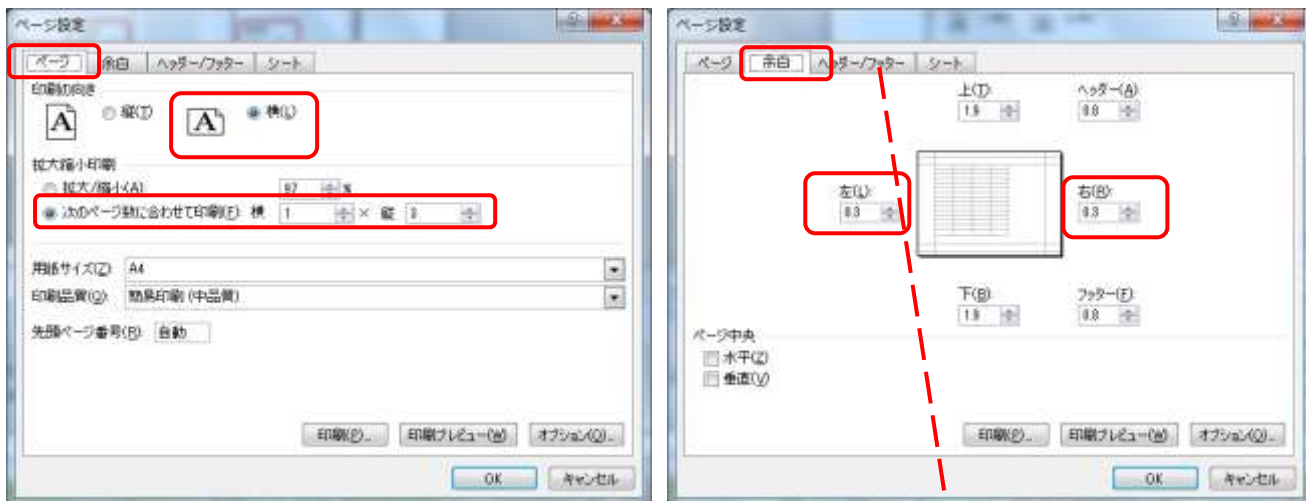 ページ設定
ページ 余白 ヘッダー/フッター シート
印刷の向き
A 縦(T) A 横(L)
拡大縮小印刷
拡大/縮小(A): 97 %
次のページ数に合わせて印刷(F): 横 1 × 縦 3
用紙サイズ(Z): A4
印刷品質(Q): 簡易印刷 (中品質)
先頭ページ番号(R): 自動
印刷(P)... 印刷プレビュー(W) オプション(O)...
OK キャンセル
ページ設定
ページ 余白 ヘッダー/フッター シート
上(T): ヘッダー(A):
1.9 0.8
左(L): 右(R):
0.3 0.3
下(B): フッター(F):
1.9 0.8
ページ中央
水平(Z)
垂直(V)
印刷(P)... 印刷プレビュー(W) オプション(O)...
OK キャンセル